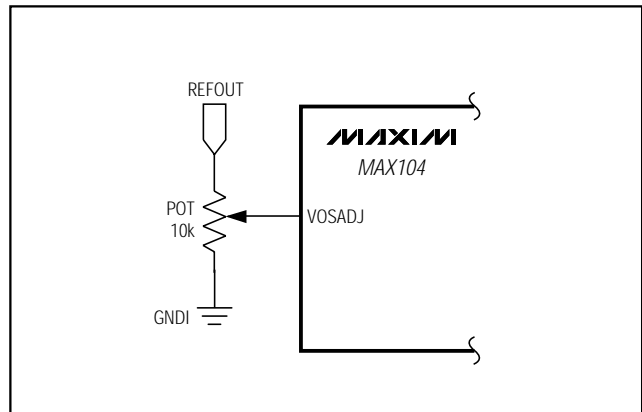 REFOUT
MAXIM
MAX104
POT
10k
VOSADJ
GNDI